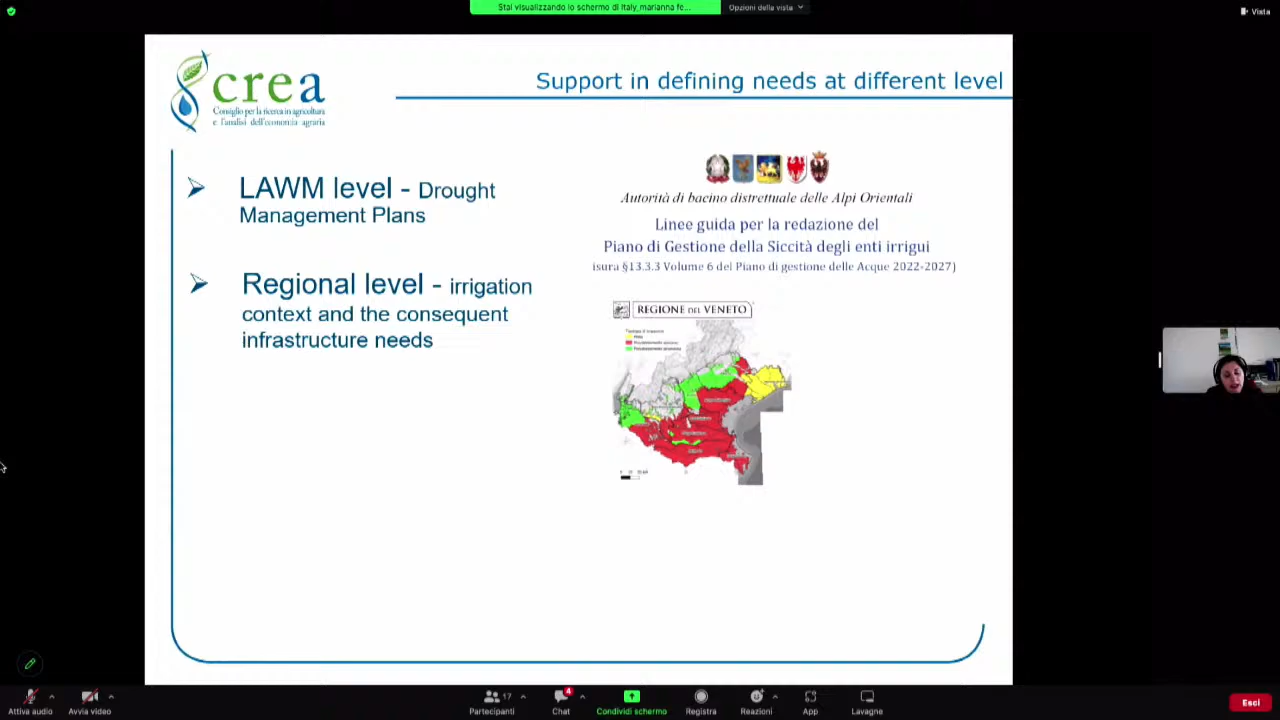 Stai visualizzando lo schermo di Italy_marianna fe...
Opzioni della vista
Vista
crea
Consiglio per la ricerca in agricoltura
e l'analisi dell'economia agraria
Support in defining needs at different level
LAWM level - Drought
Management Plans
Regional level - irrigation
context and the consequent
infrastructure needs
Autorità di bacino distrettuale delle Alpi Orientali
Linee guida per la redazione del
Piano di Gestione della Siccità degli enti irrigui
isura §13.3.3 Volume 6 del Piano di gestione delle Acque 2022-2027)
REGIONE DEL VENETO
Attiva audio
Avvia video
Partecipanti
17
Chat
4
Condividi schermo
Registra
Reazioni
App
Lavagne
Esci